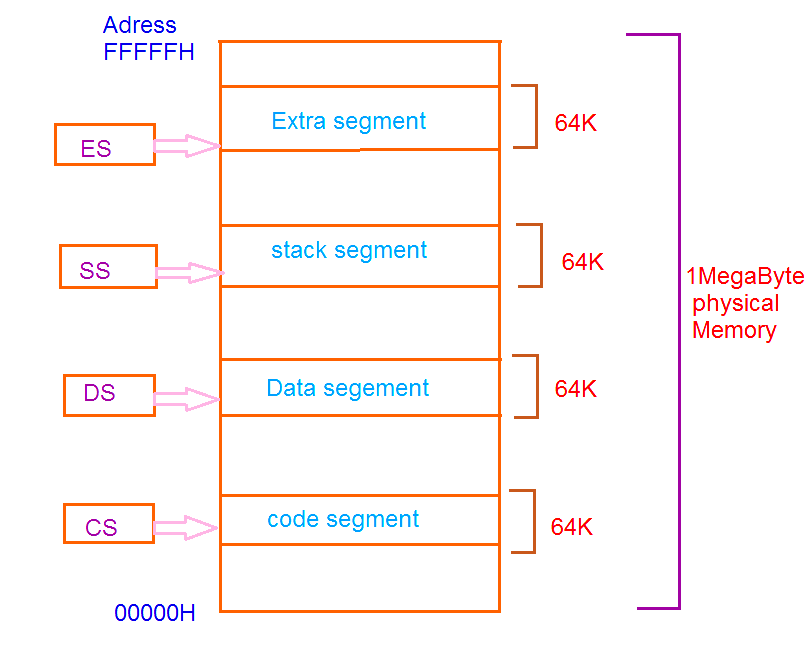 Adress
FFFFFH
Extra segment
64K
ES
stack segment
64K
SS
1MegaByte
physical
Memory
Data segement
64K
DS
code segment
64K
CS
00000H